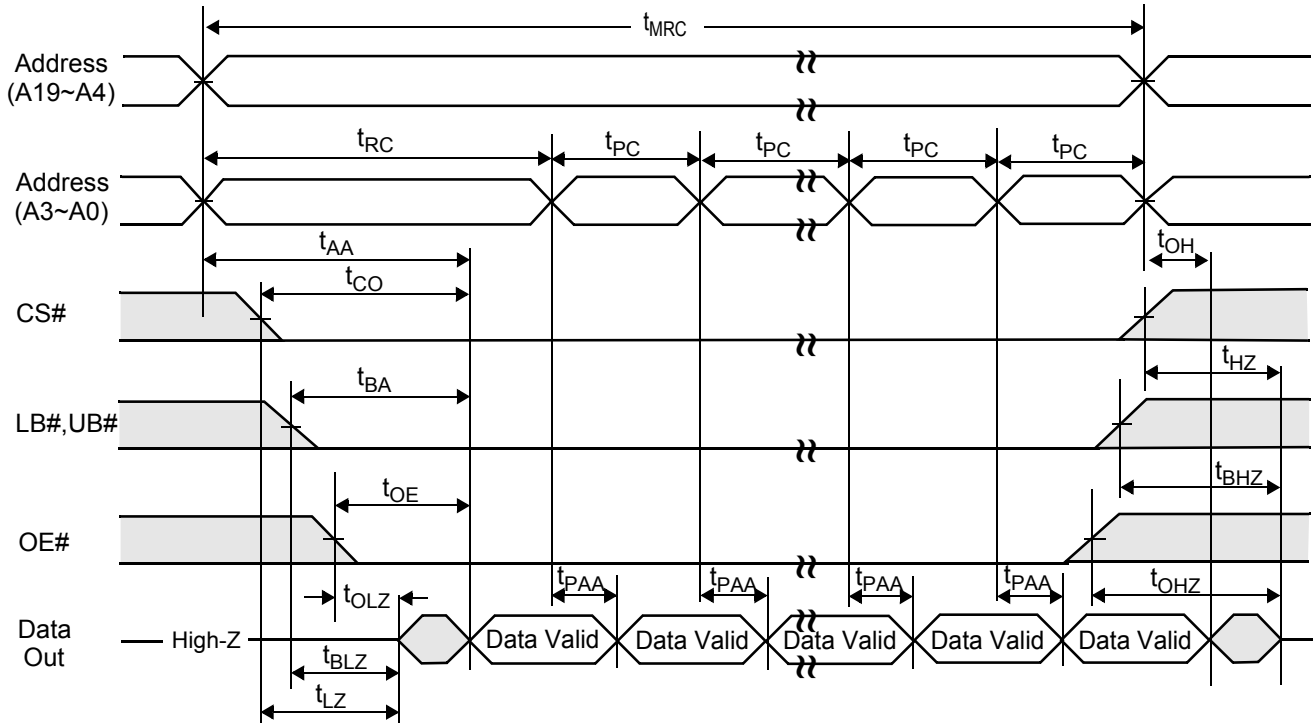 tMRC
Address
(A19~A4)
tRC
tPC
tPC
tPC
tPC
Address
(A3~A0)
tAA
tOH
tCO
CS#
tHZ
tBA
LB#,UB#
tBHZ
tOE
OE#
tPAA
tPAA
tPAA
tPAA
tOHZ
tOLZ
Data
Out
High-Z
Data Valid
Data Valid
Data Valid
Data Valid
Data Valid
tBLZ
tLZ